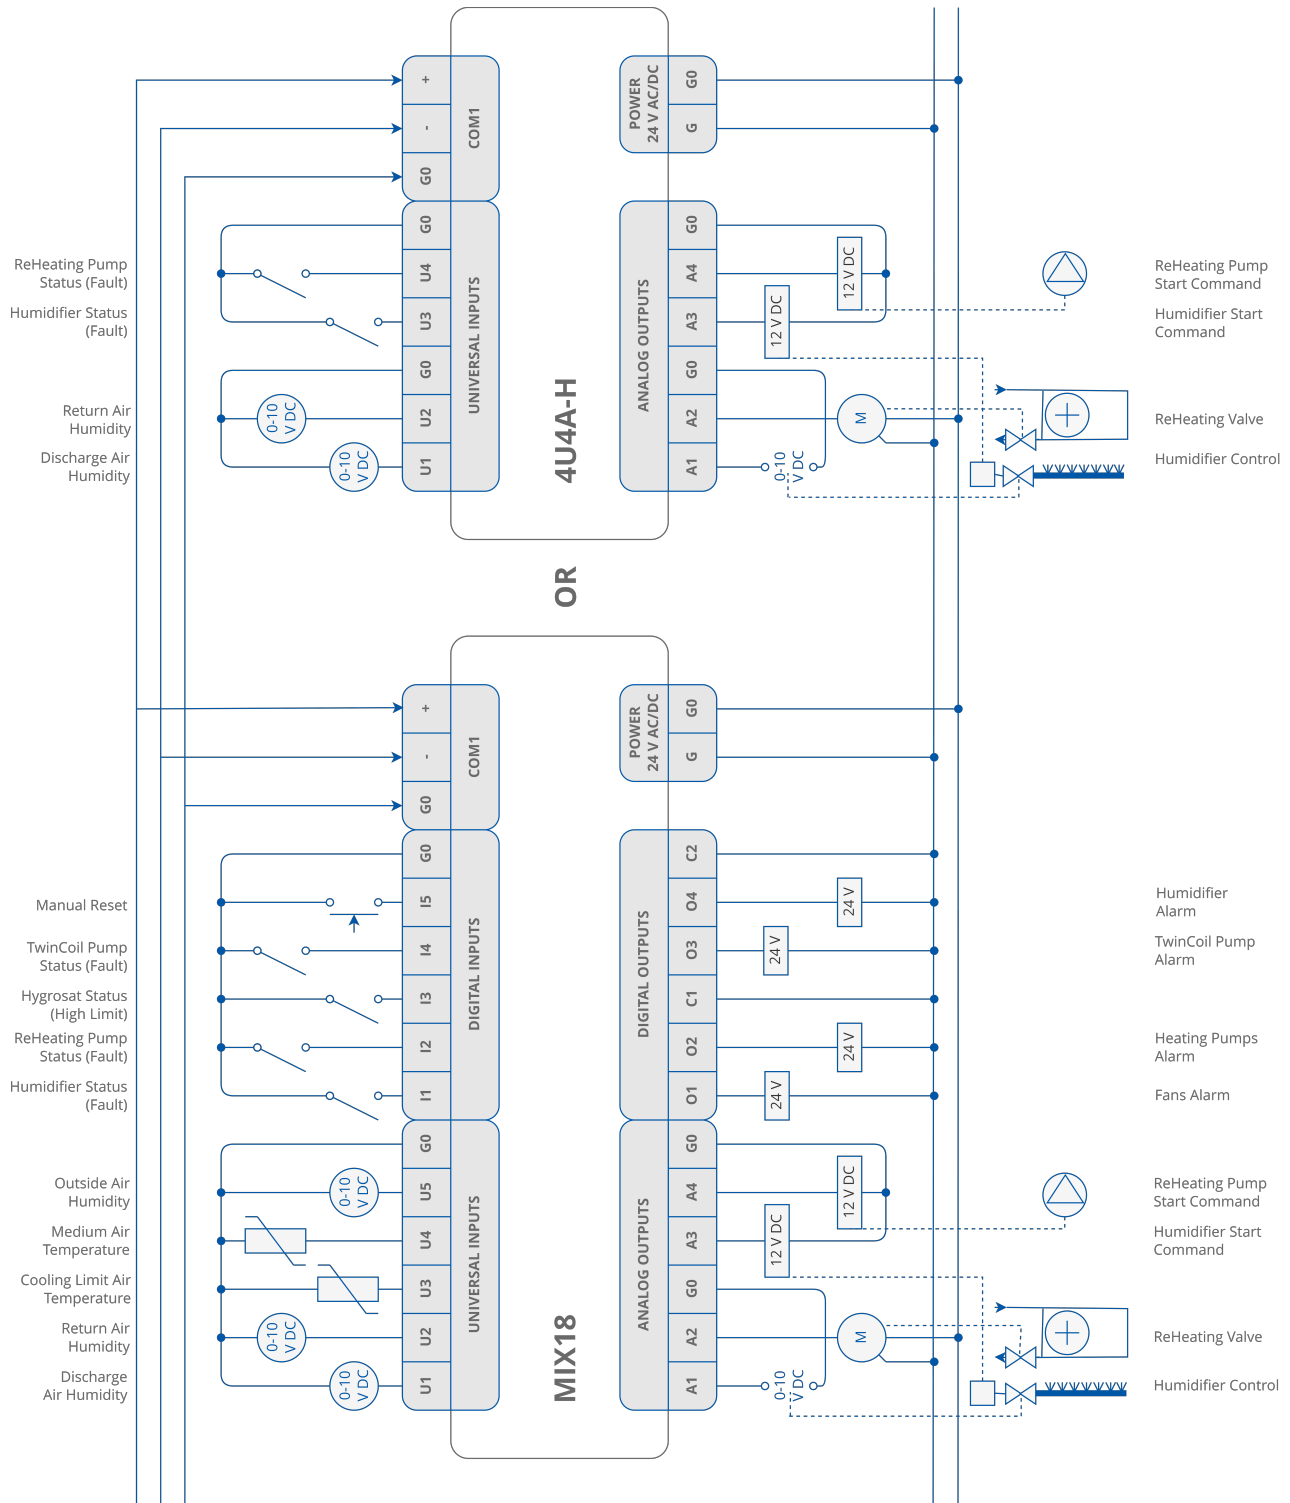 +
-
G0
COM1
G0
U4
U3
G0
U2
U1
UNIVERSAL INPUTS
ReHeating Pump
Status (Fault)
Humidifier Status
(Fault)
Return Air
Humidity
Discharge Air
Humidity
0-10
V DC
0-10
V DC
4U4A-H
POWER
24 V AC/DC
G0
G
ANALOG OUTPUTS
G0
A4
A3
G0
A2
A1
12 V DC
12 V DC
M
0-10
V DC
ReHeating Pump
Start Command
Humidifier Start
Command
ReHeating Valve
Humidifier Control
OR
+
-
G0
COM1
G0
I5
I4
I3
I2
I1
DIGITAL INPUTS
Manual Reset
TwinCoil Pump
Status (Fault)
Hygrosat Status
(High Limit)
ReHeating Pump
Status (Fault)
Humidifier Status
(Fault)
G0
U5
U4
U3
U2
U1
UNIVERSAL INPUTS
Outside Air
Humidity
Medium Air
Temperature
Cooling Limit Air
Temperature
Return Air
Humidity
Discharge
Air Humidity
0-10
V DC
0-10
V DC
0-10
V DC
MIX18
POWER
24 V AC/DC
G0
G
DIGITAL OUTPUTS
C2
O4
O3
C1
O2
O1
24 V
24 V
24 V
24 V
Humidifier
Alarm
TwinCoil Pump
Alarm
Heating Pumps
Alarm
Fans Alarm
ANALOG OUTPUTS
G0
A4
A3
G0
A2
A1
12 V DC
12 V DC
M
0-10
V DC
ReHeating Pump
Start Command
Humidifier Start
Command
ReHeating Valve
Humidifier Control